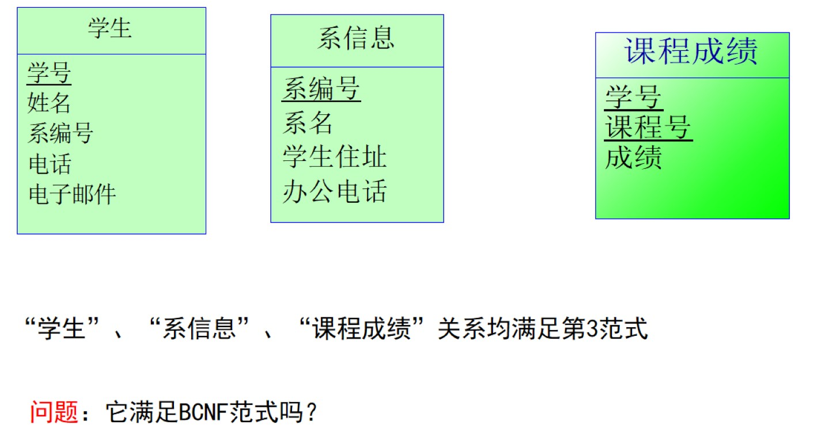 学生
学号
姓名
系编号
电话
电子邮件
系信息
系编号
系名
学生住址
办公电话
课程成绩
学号
课程号
成绩
“学生”、“系信息”、“课程成绩”关系均满足第3范式
问题：它满足BCNF范式吗？